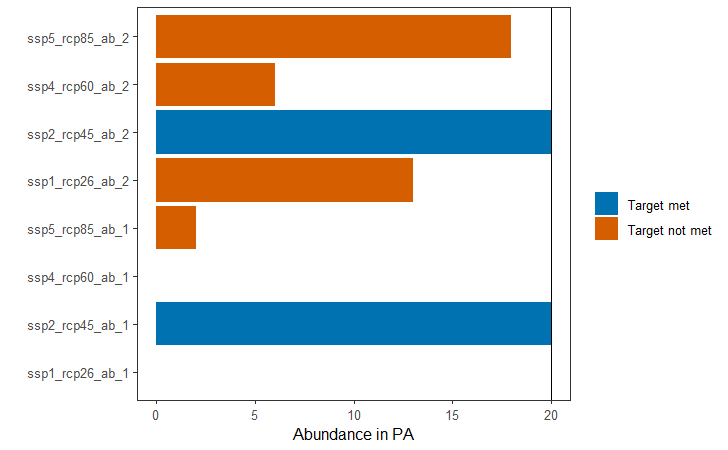 ssp5_rcp85_ab_2
ssp4_rcp60_ab_2
ssp2_rcp45_ab_2
ssp1_rcp26_ab_2
ssp5_rcp85_ab_1
ssp4_rcp60_ab_1
ssp2_rcp45_ab_1
ssp1_rcp26_ab_1
0 5 10 15 20
Abundance in PA
Target met
Target not met